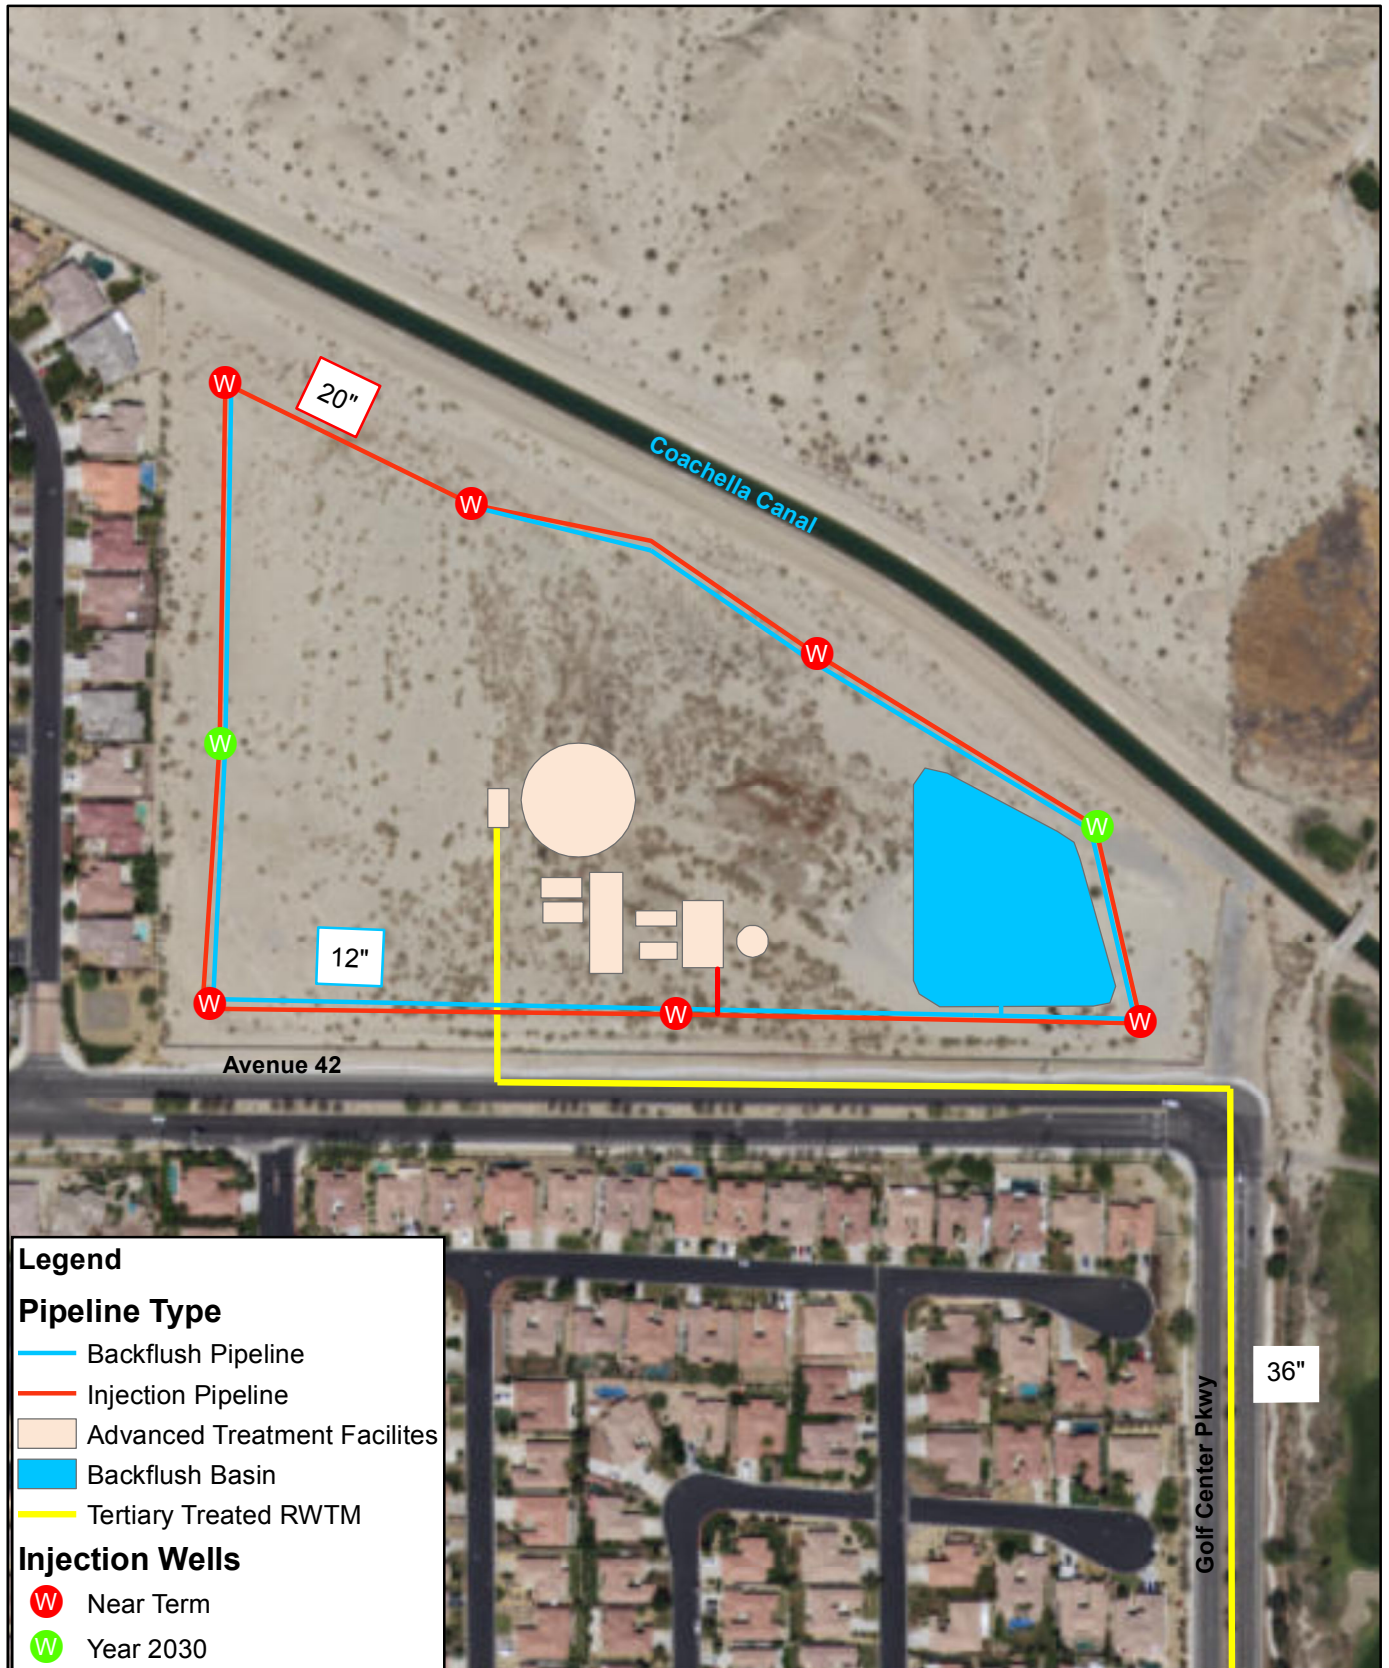 W
20"
W
Coachella Canal
W
W
W
12"
W
W
W
Avenue 42
36"
Golf Center Pkwy
Legend
Pipeline Type
Backflush Pipeline
Injection Pipeline
Advanced Treatment Facilites
Backflush Basin
Tertiary Treated RWTM
Injection Wells
W Near Term
W Year 2030